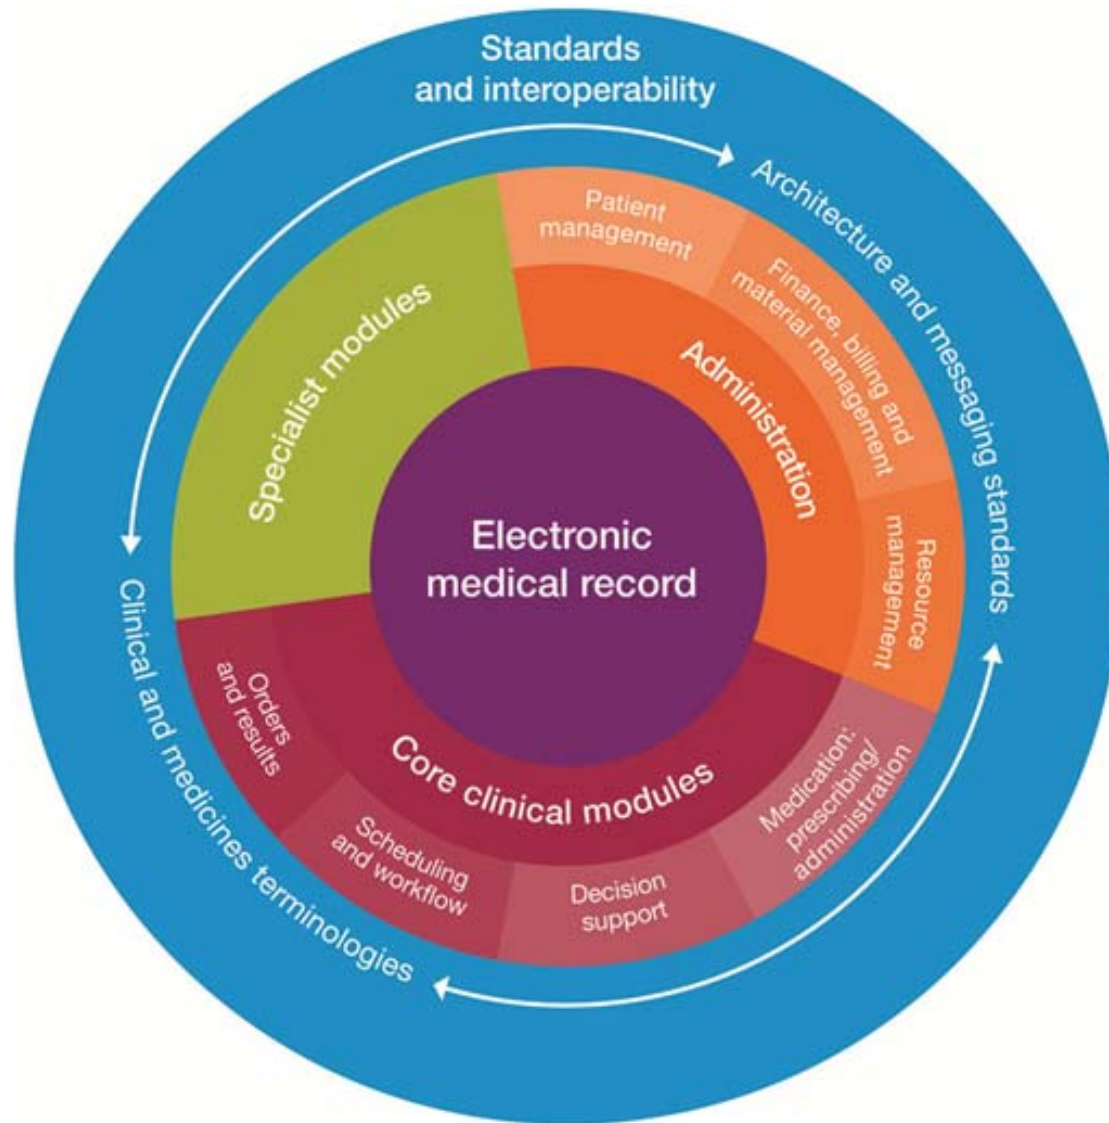 Standards
and interoperability
Architecture and messaging standards
Clinical and medicines terminologies
Patient
management
Finance, billing and
material management
Resource
management
Administration
Specialist modules
Electronic
medical record
Core clinical modules
Orders
and results
Scheduling
and workflow
Decision
support
Medication:
prescribing/
administration